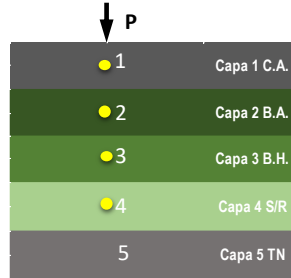 P
1 Capa 1 C.A.
2 Capa 2 B.A.
3 Capa 3 B.H.
4 Capa 4 S/R
5 Capa 5 TN